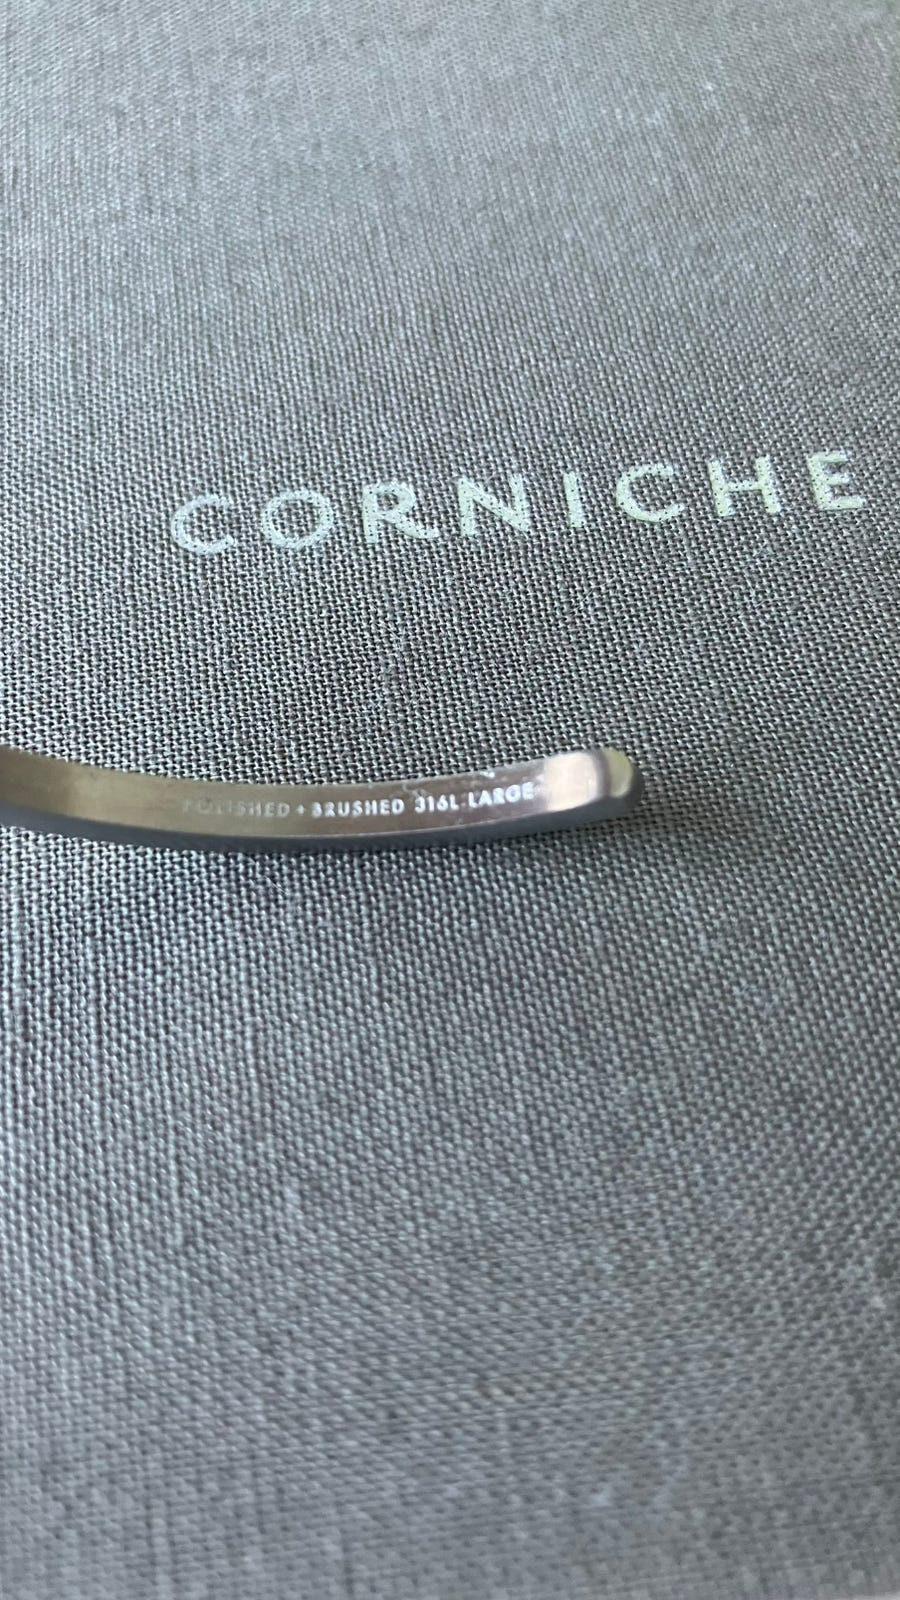 CORNICHE
POLISHED + BRUSHED 316L LARGE